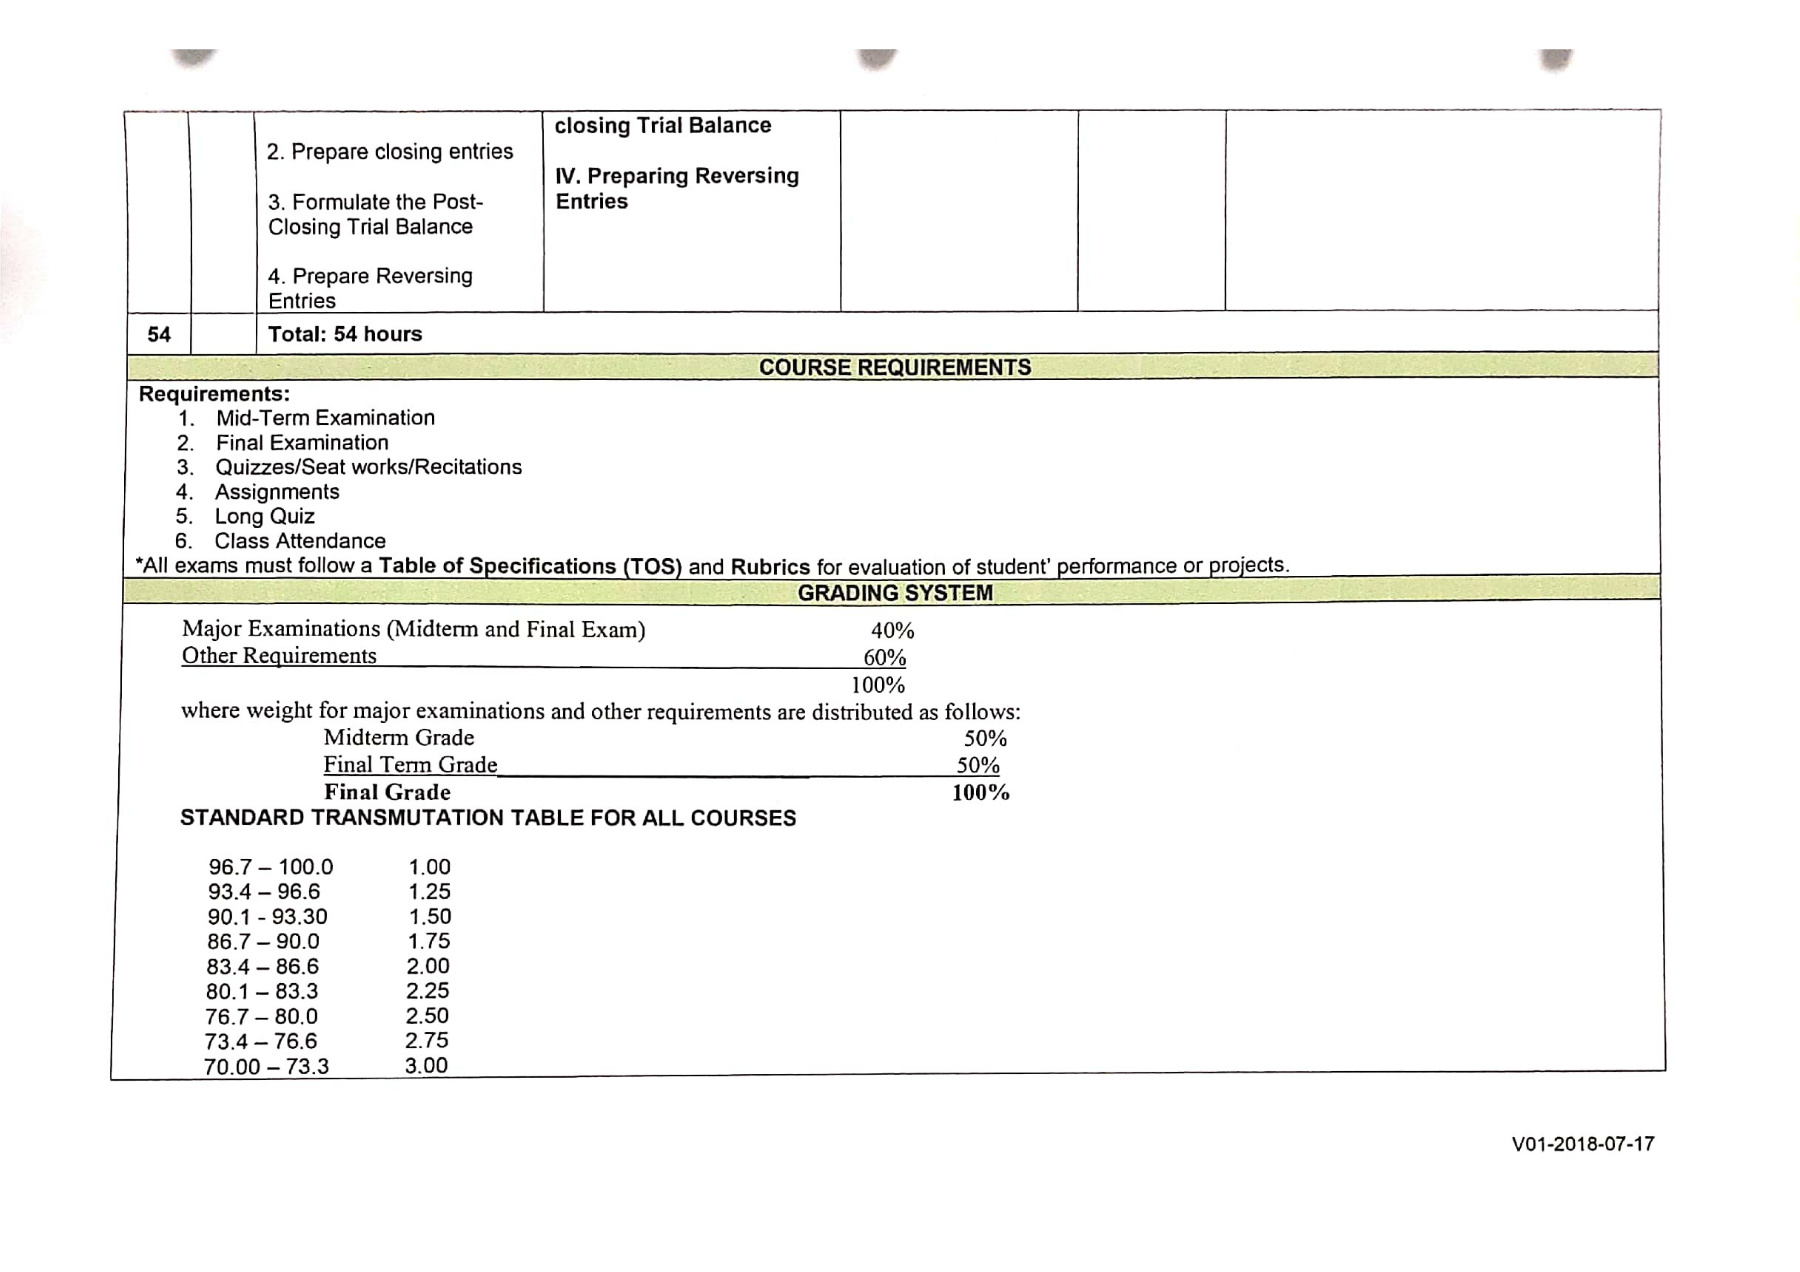 2. Prepare closing entries
3. Formulate the Post-
Closing Trial Balance
4. Prepare Reversing
Entries
closing Trial Balance
IV. Preparing Reversing
Entries
54 Total: 54 hours
COURSE REQUIREMENTS
Requirements:
1. Mid-Term Examination
2. Final Examination
3. Quizzes/Seat works/Recitations
4. Assignments
5. Long Quiz
6. Class Attendance
*All exams must follow a Table of Specifications (TOS) and Rubrics for evaluation of student' performance or projects.
GRADING SYSTEM
Major Examinations (Midterm and Final Exam) 40%
Other Requirements 60%
100%
where weight for major examinations and other requirements are distributed as follows:
Midterm Grade 50%
Final Term Grade 50%
Final Grade 100%
STANDARD TRANSMUTATION TABLE FOR ALL COURSES
96.7 – 100.0 1.00
93.4 – 96.6 1.25
90.1 - 93.30 1.50
86.7 – 90.0 1.75
83.4 – 86.6 2.00
80.1 – 83.3 2.25
76.7 – 80.0 2.50
73.4 – 76.6 2.75
70.00 – 73.3 3.00
V01-2018-07-17